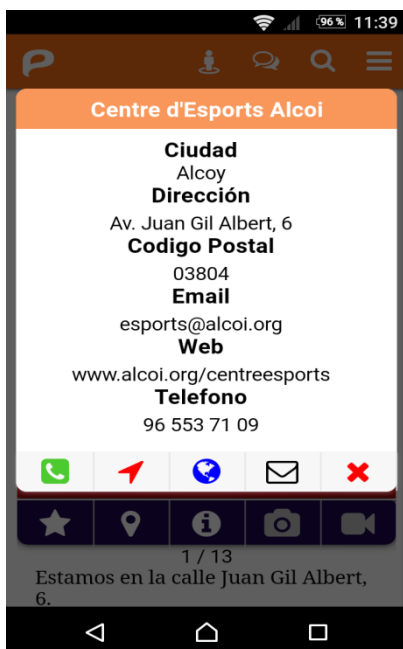 96 % 11:39
Centre d'Esports Alcoi
Ciudad
Alcoy
Dirección
Av. Juan Gil Albert, 6
Codigo Postal
03804
Email
esports@alcoi.org
Web
www.alcoi.org/centreesports
Telefono
96 553 71 09
1 / 13
Estamos en la calle Juan Gil Albert,
6.